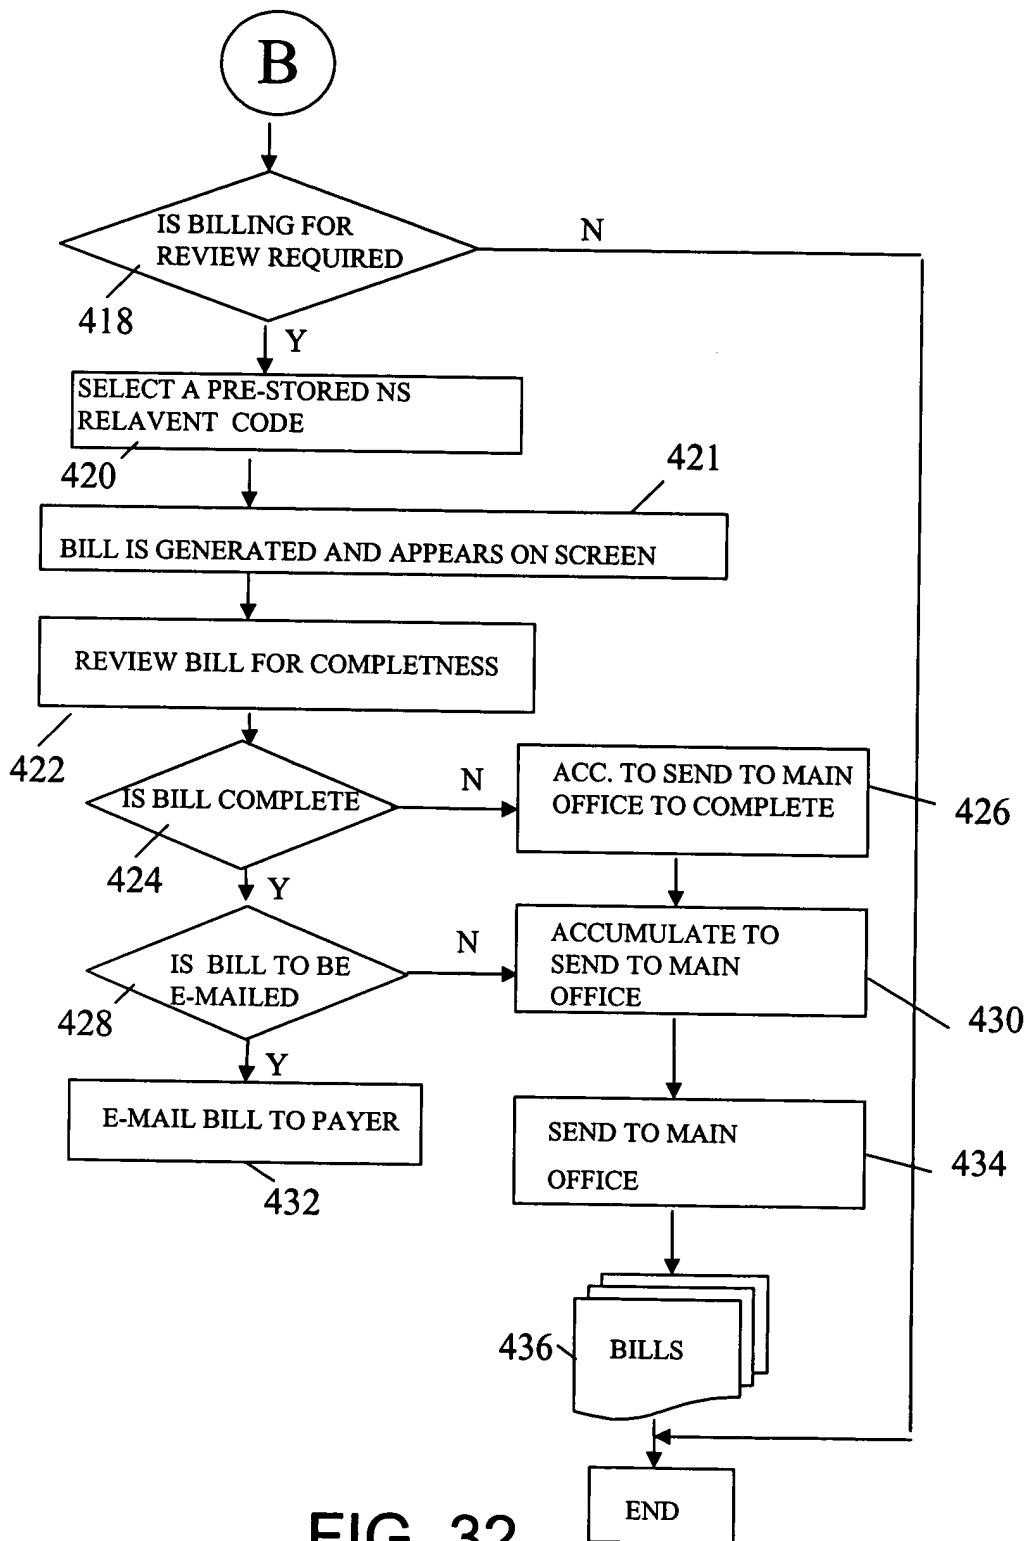 B
IS BILLING FOR
REVIEW REQUIRED
N
418
Y
SELECT A PRE-STORED NS
RELAVENT CODE
420
421
BILL IS GENERATED AND APPEARS ON SCREEN
REVIEW BILL FOR COMPLETNESS
422
IS BILL COMPLETE
N
ACC. TO SEND TO MAIN
OFFICE TO COMPLETE
426
424
Y
IS BILL TO BE
E-MAILED
N
ACCUMULATE TO
SEND TO MAIN
OFFICE
428
430
Y
E-MAIL BILL TO PAYER
432
SEND TO MAIN
OFFICE
434
436
BILLS
END
FIG. 32